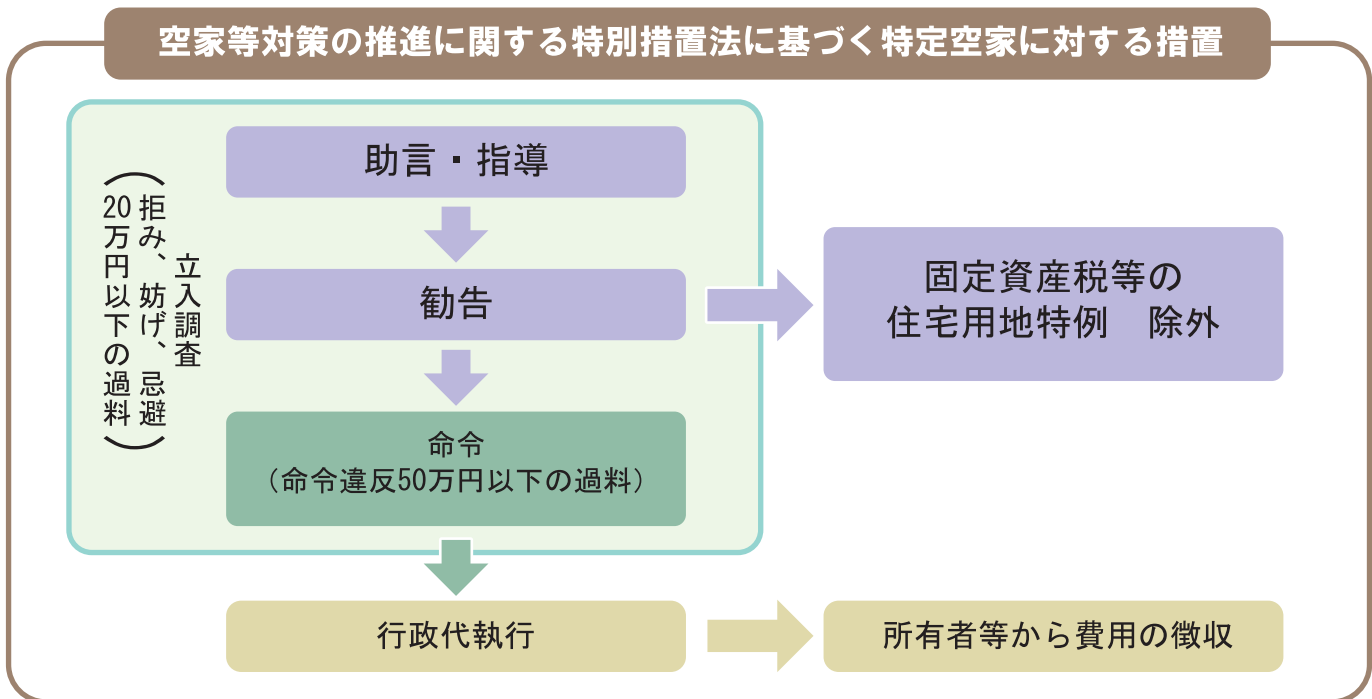 空家等対策の推進に関する特別措置法に基づく特定空家に対する措置
立入調査
（拒み、妨げ、忌避
20万円以下の過料）
助言・指導
勧告
固定資産税等の
住宅用地特例　除外
命令
（命令違反50万円以下の過料）
行政代執行
所有者等から費用の徴収